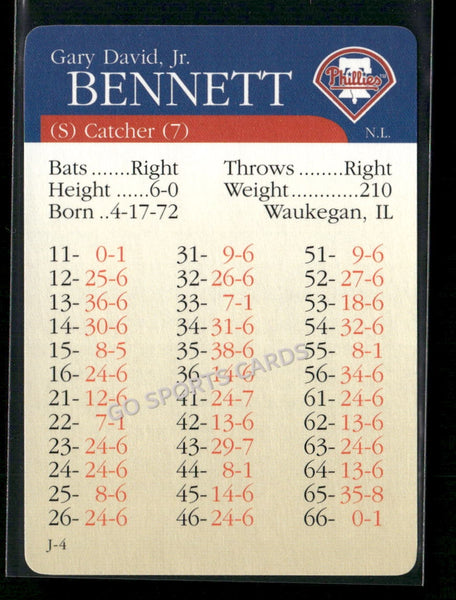 Gary David, Jr.
BENNETT
Phillies
(S) Catcher (7)
N.L.
Bats .......Right Throws .......Right
Height ......6-0 Weight............210
Born ..4-17-72 Waukegan, IL
11- 0-1 31- 9-6 51- 9-6
12- 25-6 32- 26-6 52- 27-6
13- 36-6 33- 7-1 53- 18-6
14- 30-6 34- 31-6 54- 32-6
15- 8-5 35- 38-6 55- 8-1
16- 24-6 36- 56- 34-6
21- 12-6 41- 24-7 61- 24-6
22- 7-1 42- 13-6 62- 13-6
23- 24-6 43- 29-7 63- 24-6
24- 24-6 44- 8-1 64- 13-6
25- 8-6 45- 14-6 65- 35-8
26- 24-6 46- 24-6 66- 0-1
J-4
GO SPORTS CARDS